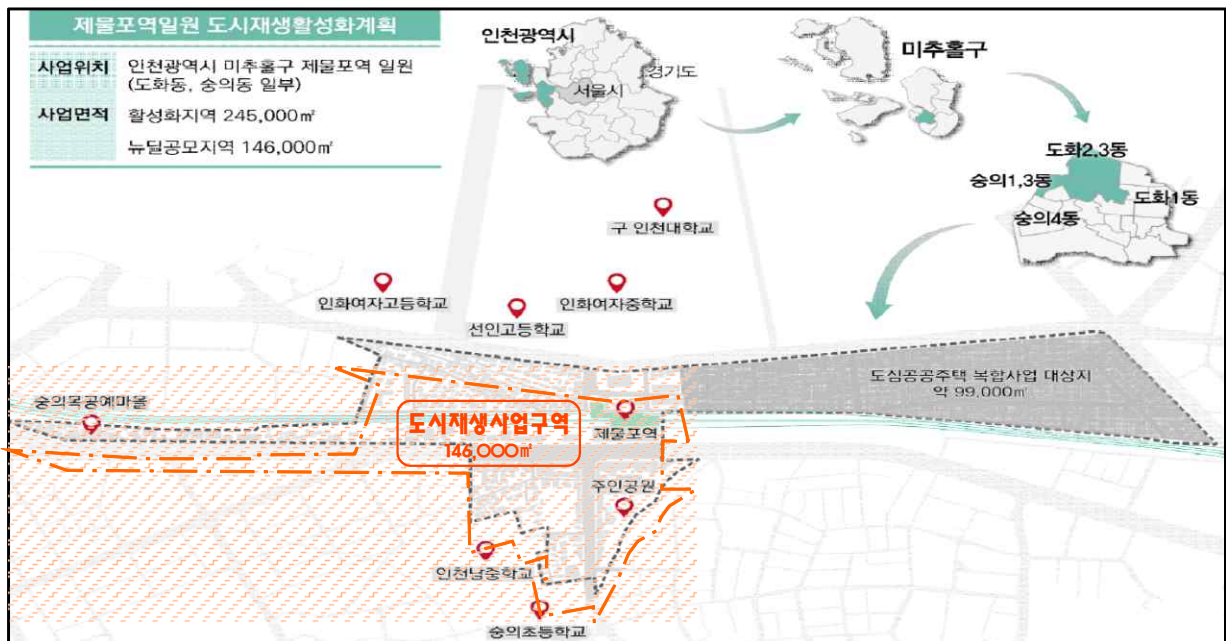 제물포역일원 도시재생활성화계획
사업위치 인천광역시 미추홀구 제물포역 일원
(도화동, 숭의동 일부)
사업면적 활성화지역 245,000㎡
뉴딜공모지역 146,000㎡
인천광역시
경기도
서울시
미추홀구
도화2,3동
숭의1,3동
도화1동
숭의4동
구 인천대학교
인화여자고등학교
선인고등학교
인화여자중학교
도심공공주택 복합사업 대상지
약 99,000㎡
숭의목공예마을
도시재생사업구역
146,000㎡
제물포역
주인공원
인천남중학교
숭의초등학교